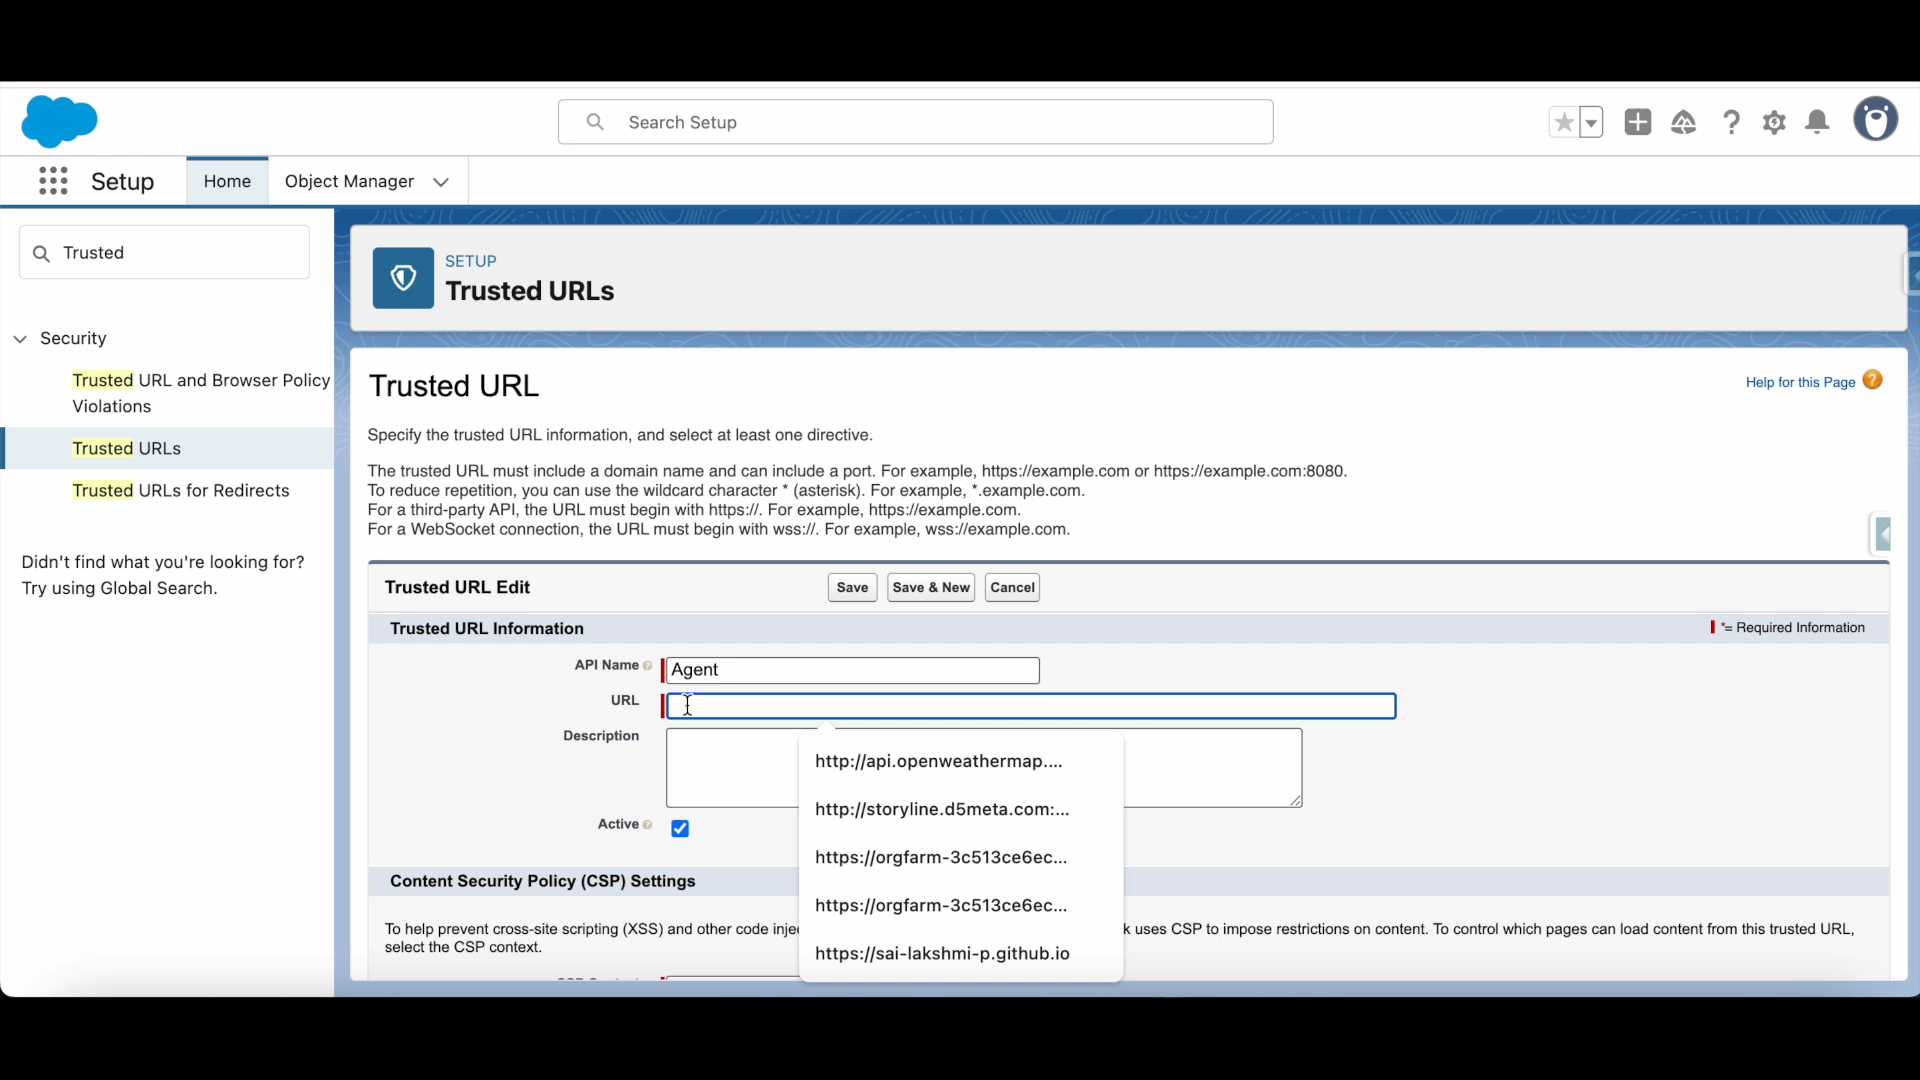 Search Setup
Setup
Home
Object Manager
Trusted
Security
Trusted URL and Browser Policy
Violations
Trusted URLs
Trusted URLs for Redirects
Didn't find what you're looking for?
Try using Global Search.
SETUP
Trusted URLs
Trusted URL
Help for this Page ?
Specify the trusted URL information, and select at least one directive.
The trusted URL must include a domain name and can include a port. For example, https://example.com or https://example.com:8080.
To reduce repetition, you can use the wildcard character * (asterisk). For example, *.example.com.
For a third-party API, the URL must begin with https://. For example, https://example.com.
For a WebSocket connection, the URL must begin with wss://. For example, wss://example.com.
Trusted URL Edit
Save
Save & New
Cancel
Trusted URL Information
*= Required Information
API Name
Agent
URL
Description
http://api.openweathermap....
http://storyline.d5meta.com:...
https://orgfarm-3c513ce6ec...
https://orgfarm-3c513ce6ec...
https://sai-lakshmi-p.github.io
Active
Content Security Policy (CSP) Settings
To help prevent cross-site scripting (XSS) and other code injec
k uses CSP to impose restrictions on content. To control which pages can load content from this trusted URL,
select the CSP context.